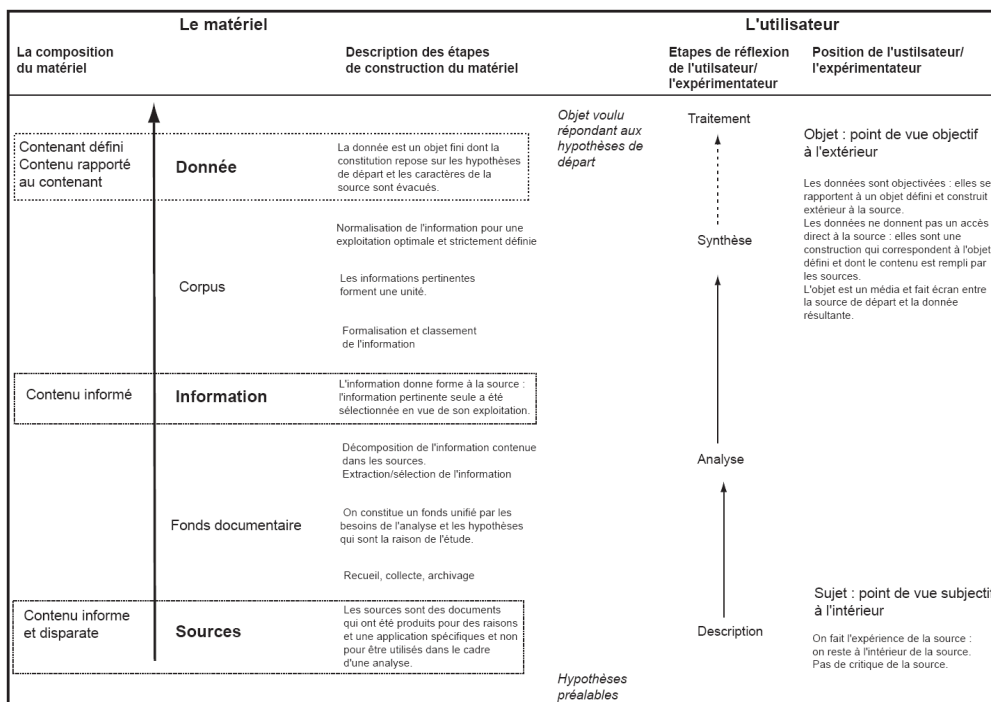 Le matériel
L'utilisateur
La composition
du matériel
Description des étapes
de construction du matériel
Etapes de réflexion
de l'utilsateur/
l'expérimentateur
Position de l'ustilsateur/
l'expérimentateur
Objet voulu
répondant aux
hypothèses de
départ
Traitement
Objet : point de vue objectif
à l'extérieur
Contenant défini
Contenu rapporté
au contenant
Donnée
La donnée est un objet fini dont la
constitution repose sur les hypothèses
de départ et les caractères de la
source sont évacués.
Les données sont objectivées : elles se
rapportent à un objet défini et construit
extérieur à la source.
Les données ne donnent pas un accès
direct à la source : elles sont une
construction qui correspondent à l'objet
défini et dont le contenu est rempli par
les sources.
L'objet est un média et fait écran entre
la source de départ et la donnée
résultante.
Normalisation de l'information pour une
exploitation optimale et strictement définie
Synthèse
Corpus
Les informations pertinentes
forment une unité.
Formalisation et classement
de l'information
Contenu informé
Information
L'information donne forme à la source :
l'information pertinente seule a été
sélectionnée en vue de son exploitation.
Décomposition de l'information contenue
dans les sources.
Extraction/sélection de l'information
Analyse
Fonds documentaire
On constitue un fonds unifié par les
besoins de l'analyse et les hypothèses
qui sont la raison de l'étude.
Recueil, collecte, archivage
Contenu informe
et disparate
Sources
Les sources sont des documents
qui ont été produits pour des raisons
et une application spécifiques et non
pour être utilisés dans le cadre
d'une analyse.
Description
Sujet : point de vue subjectif
à l'intérieur
On fait l'expérience de la source :
on reste à l'intérieur de la source.
Pas de critique de la source.
Hypothèses
préalables